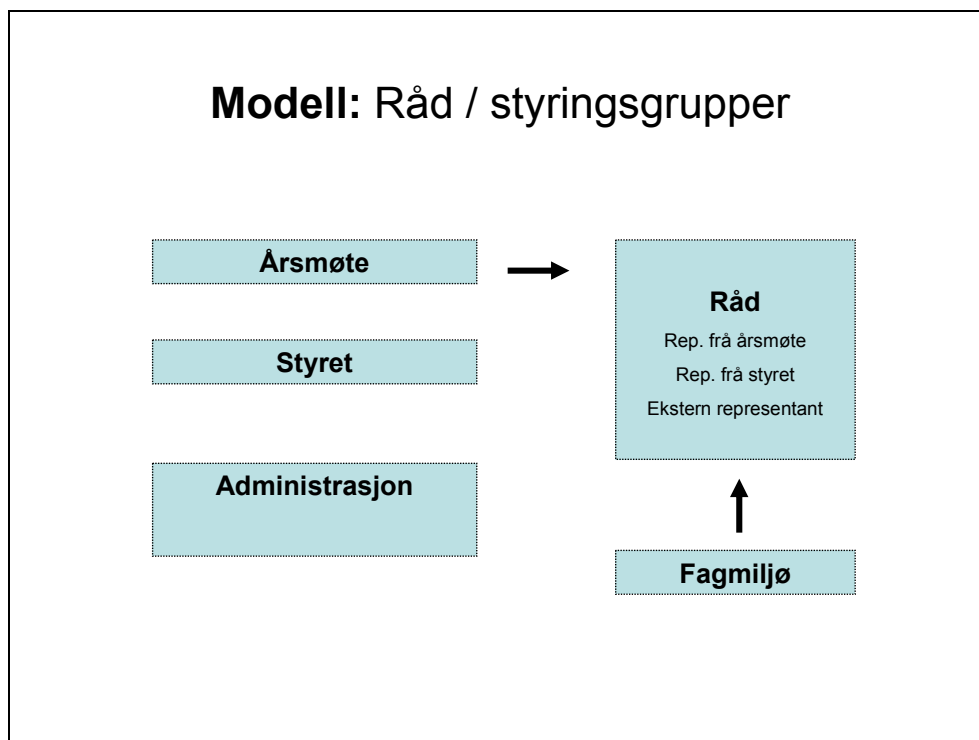 Modell: Råd / styringsgrupper
Årsmøte
Styret
Administrasjon
Råd
Rep. frå årsmøte
Rep. frå styret
Ekstern representant
Fagmiljø